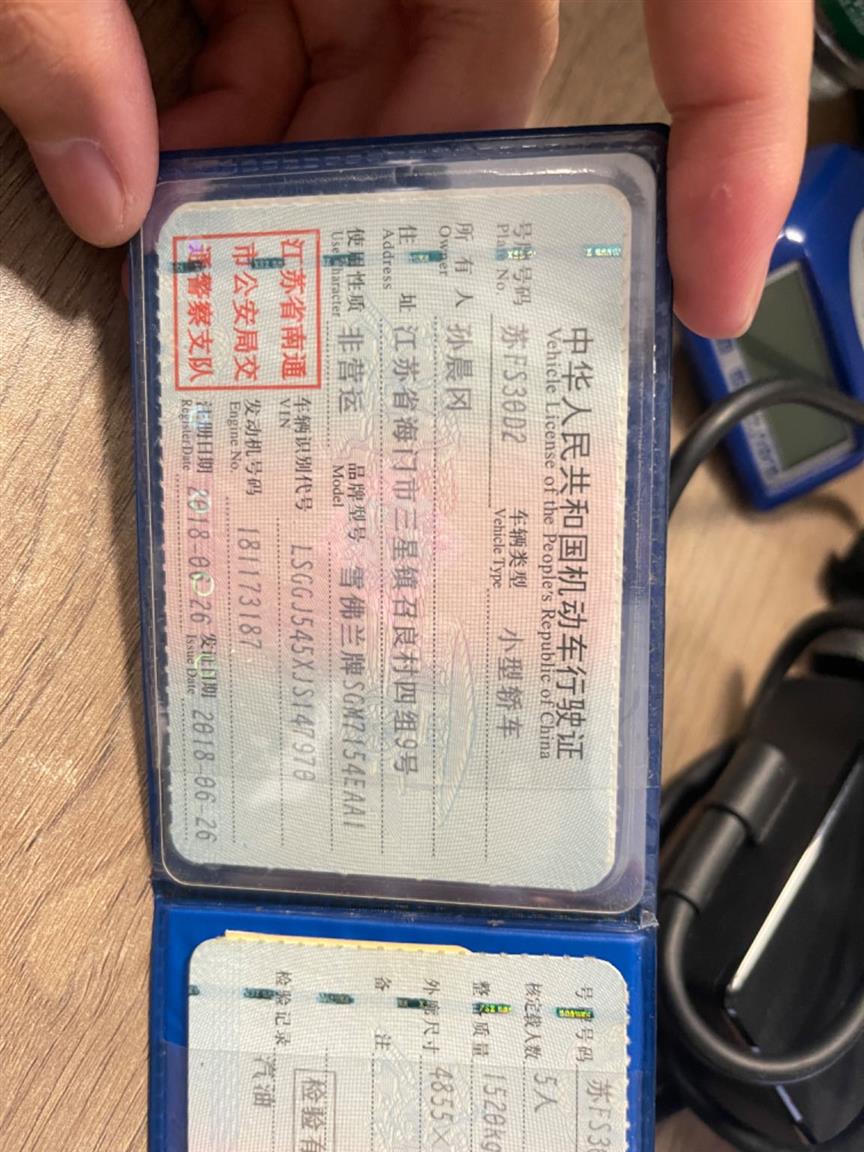 中华人民共和国机动车行驶证
Vehicle License of the People's Republic of China
号牌号码 苏FS30D2 车辆类型 小型轿车
Plate No. Vehicle Type
所有人 孙晨冈
Owner
住址 江苏省海门市三星镇召良村四组9号
Address
使用性质 非营运 品牌型号 雪佛兰牌SGM7154EAA1
Use Character Model
江苏省南通
市公安局交
通警察支队
车辆识别代号 LSGGJ545XJS147970
VIN
发动机号码 181173187
Engine No.
注册日期 2018-06-26 发证日期 2018-06-26
Register Date Issue Date
号牌号码 苏FS3
核定载人数 5人
整备质量 1520kg
外廓尺寸 4835×
备注
检验有
检验记录 汽油